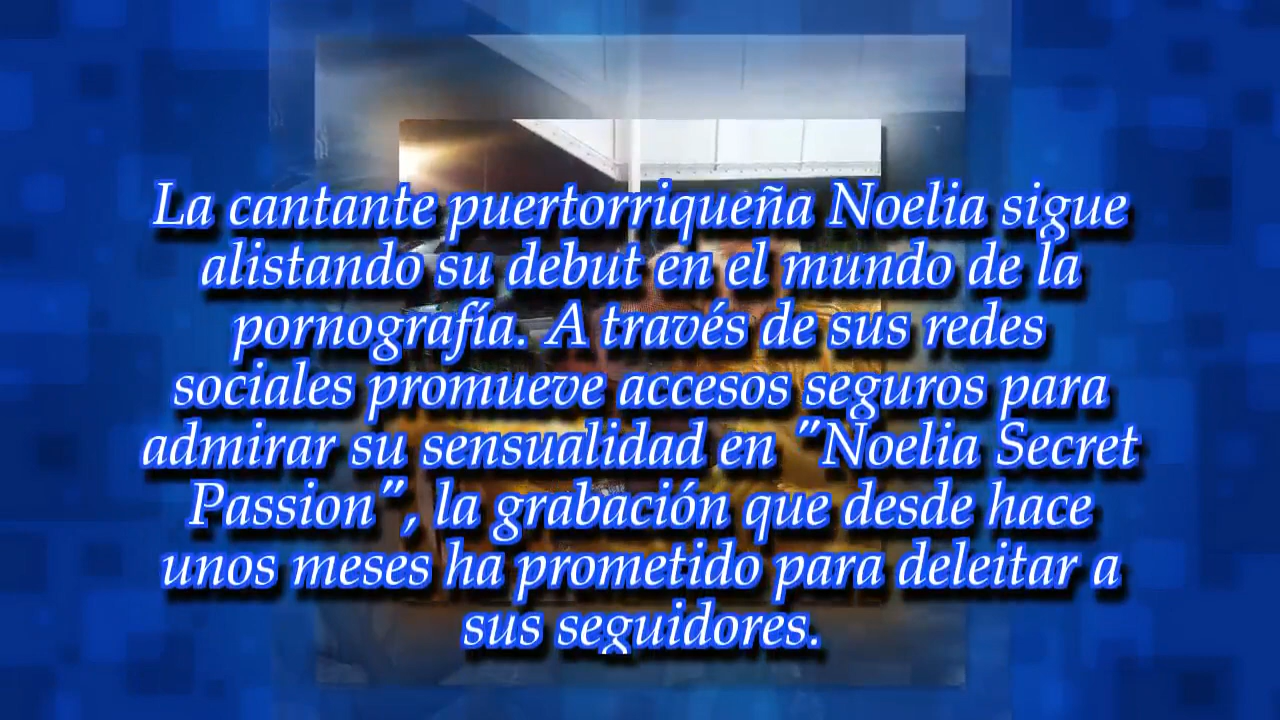 La cantante puertorriqueña Noelia sigue
alistando su debut en el mundo de la
pornografía. A través de sus redes
sociales promueve accesos seguros para
admirar su sensualidad en "Noelia Secret
Passion", la grabación que desde hace
unos meses ha prometido para deleitar a
sus seguidores.